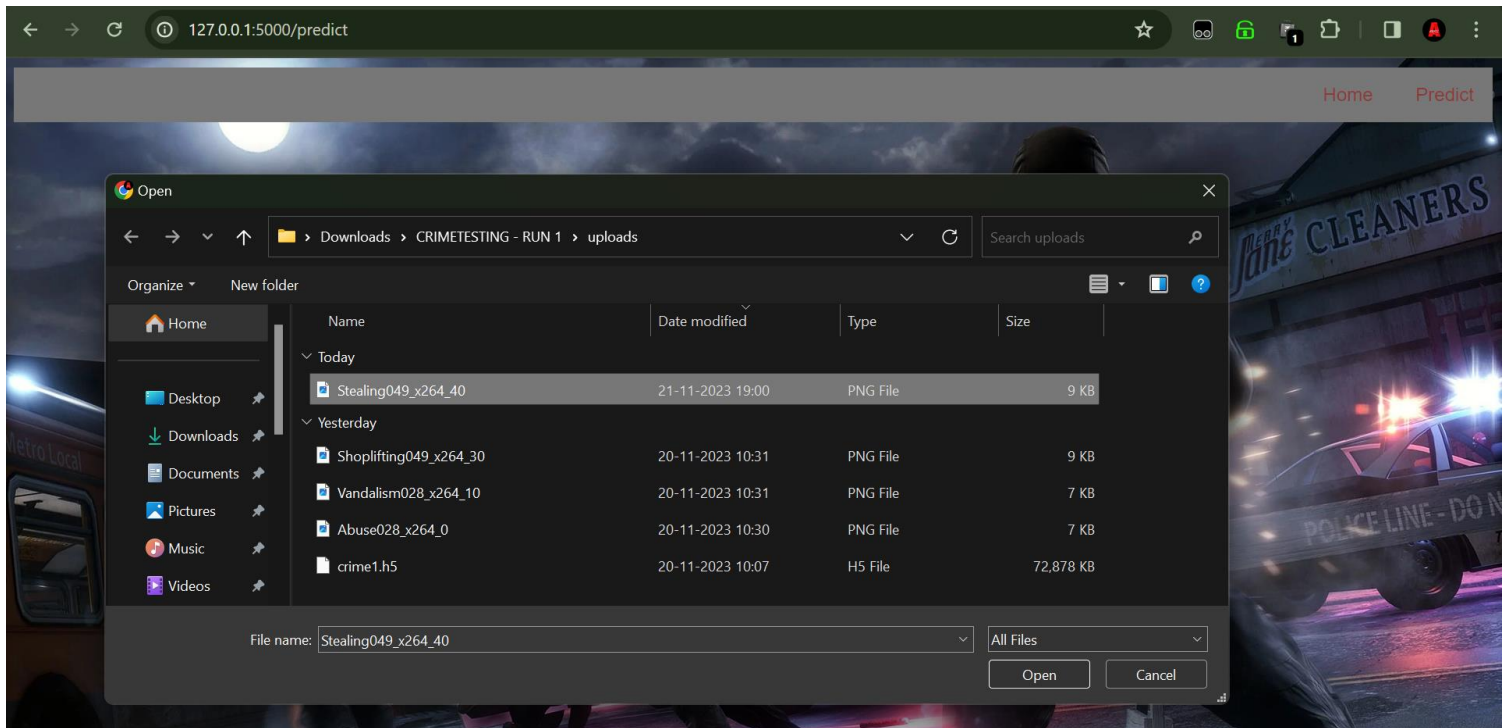 127.0.0.1:5000/predict
1
A
Home Predict
Open
Downloads > CRIMETESTING - RUN 1 > uploads
Search uploads
Organize New folder
?
Home
Name Date modified Type Size
Today
Stealing049_x264_40 21-11-2023 19:00 PNG File 9 KB
Yesterday
Shoplifting049_x264_30 20-11-2023 10:31 PNG File 9 KB
Vandalism028_x264_10 20-11-2023 10:31 PNG File 7 KB
Abuse028_x264_0 20-11-2023 10:30 PNG File 7 KB
crime1.h5 20-11-2023 10:07 H5 File 72,878 KB
Desktop
Downloads
Documents
Pictures
Music
Videos
File name: Stealing049_x264_40 All Files
Open Cancel
MERRY
Jane CLEANERS
Metro Local
POLICE LINE - DO N